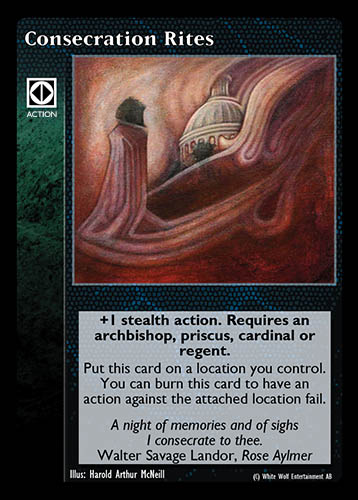 Consecration Rites
ACTION
+1 stealth action. Requires an
archbishop, priscus, cardinal or
regent.
Put this card on a location you control.
You can burn this card to have an
action against the attached location fail.
A night of memories and of sighs
I consecrate to thee.
Walter Savage Landor, Rose Aylmer
Illus: Harold Arthur McNeill
(C) White Wolf Entertainment AB